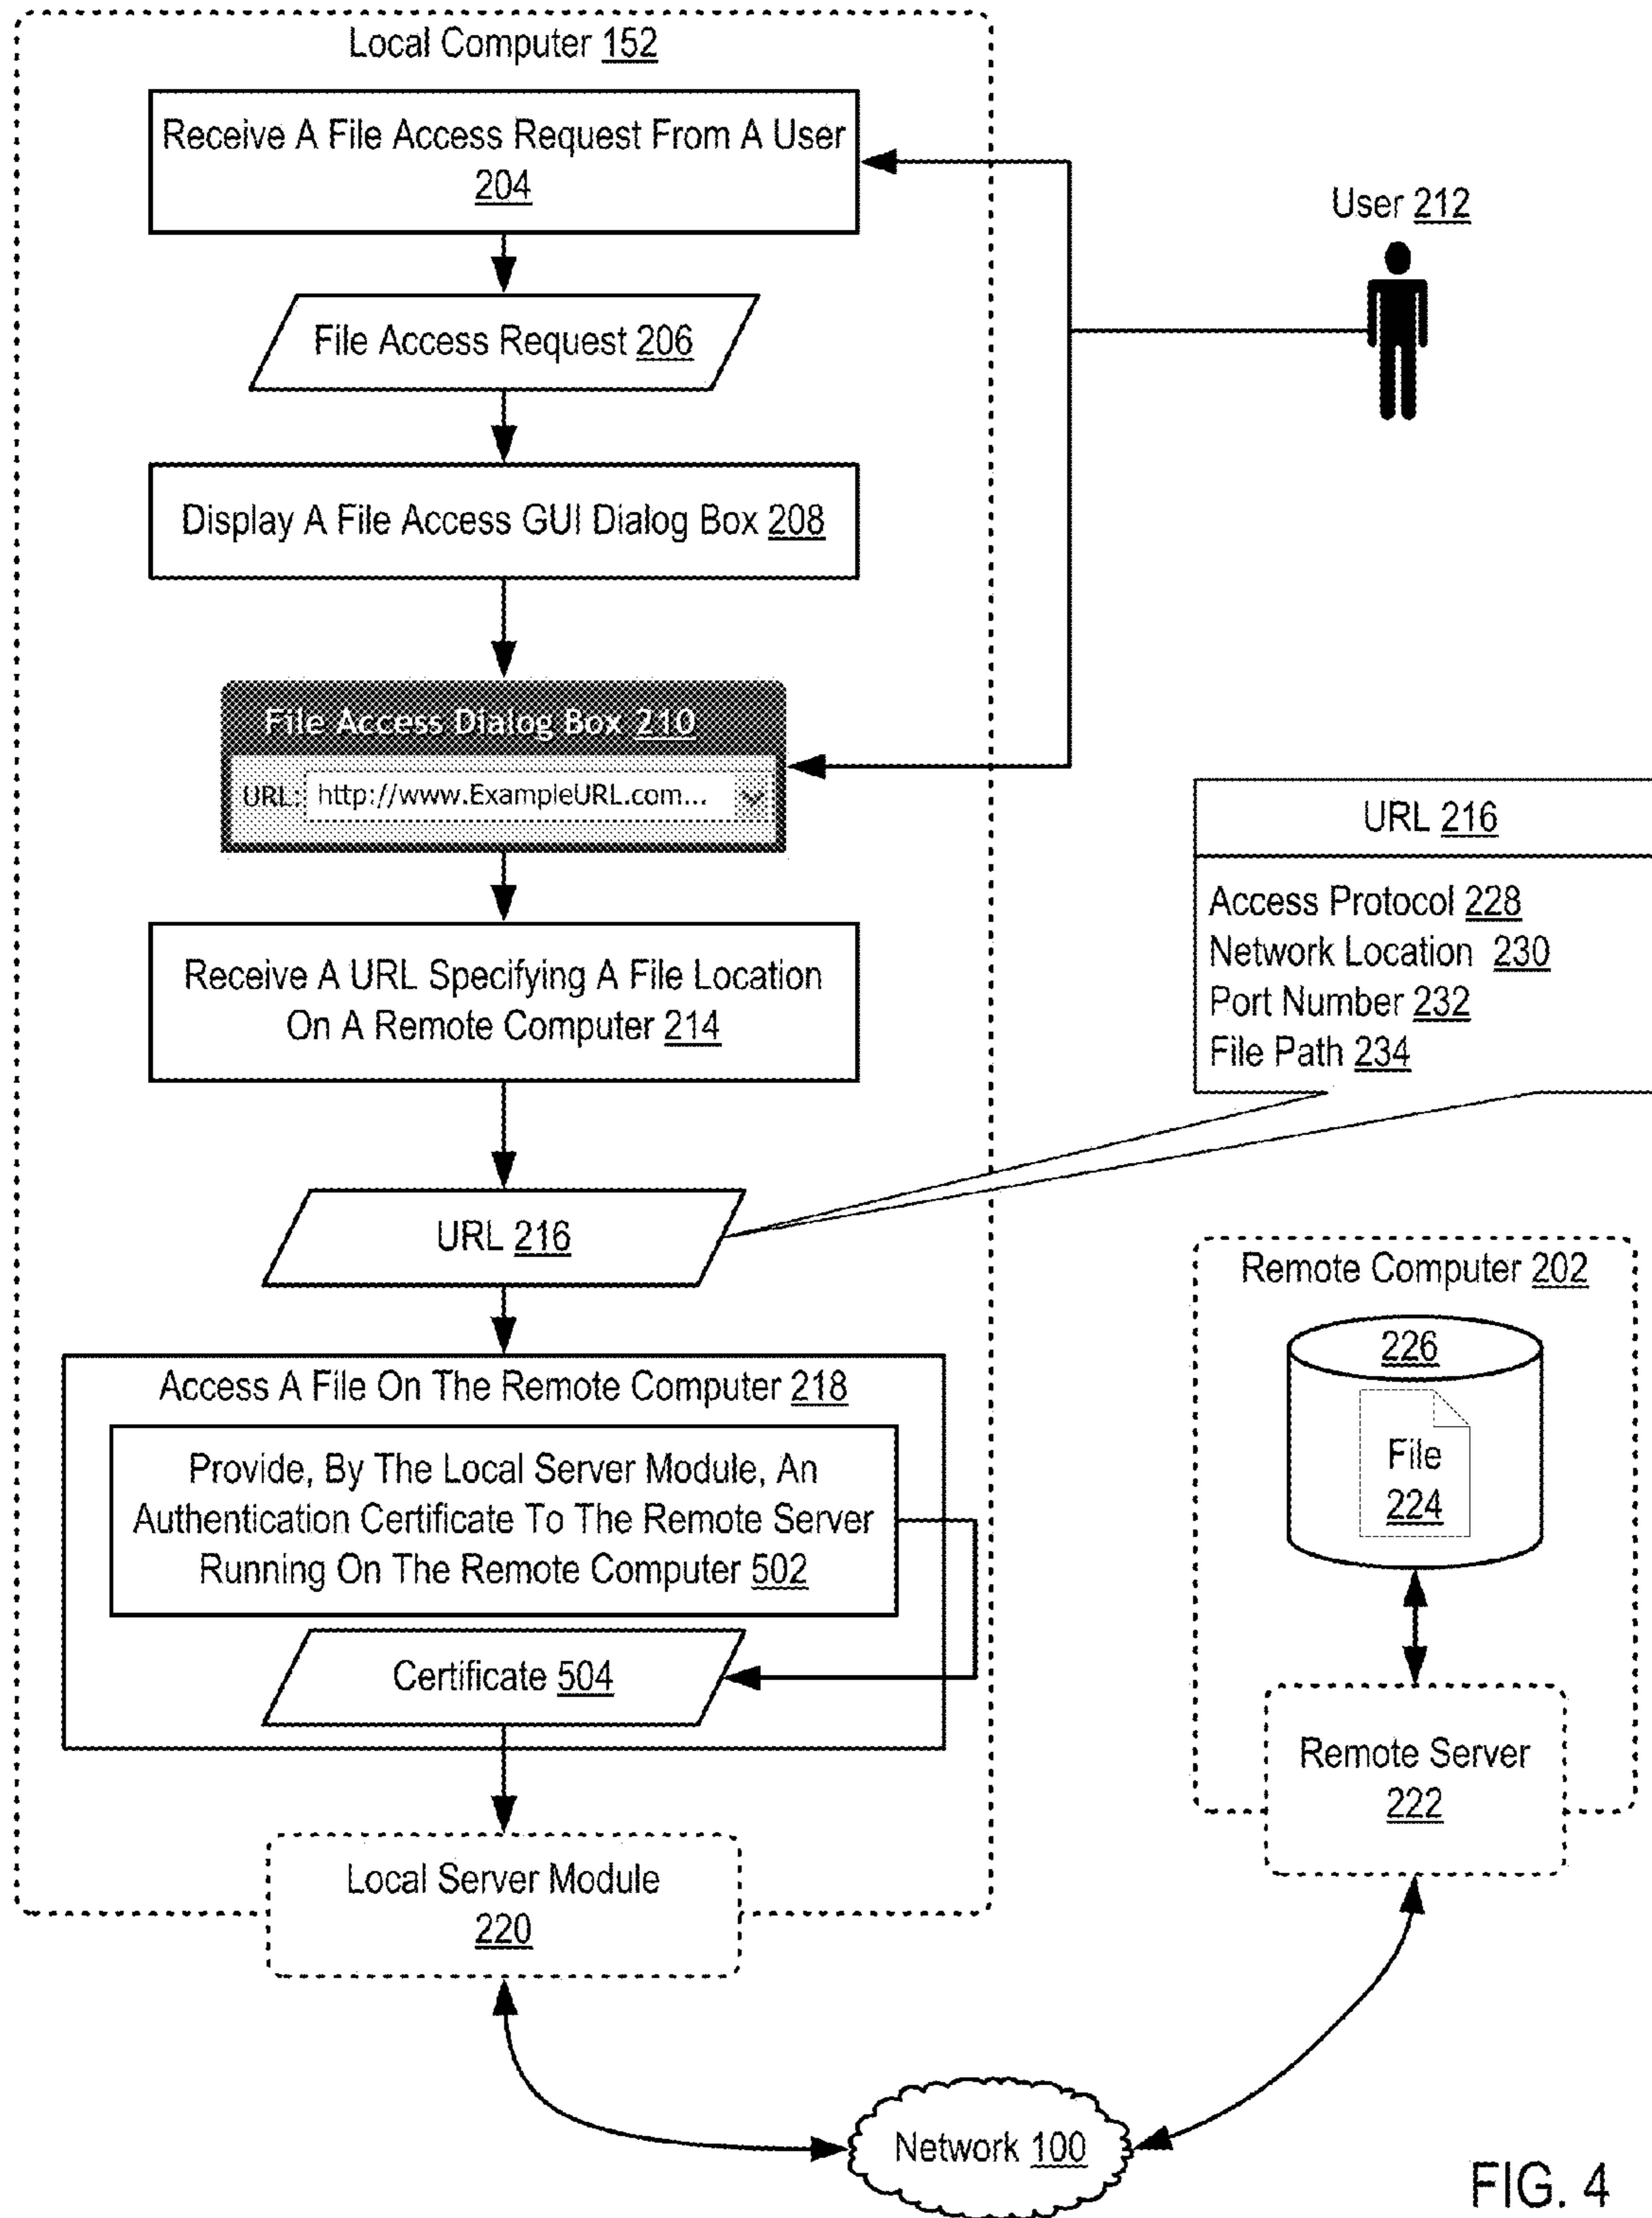 Local Computer 152
Receive A File Access Request From A User
204
User 212
File Access Request 206
Display A File Access GUI Dialog Box 208
File Access Dialog Box 210
URL: http://www.ExampleURL.com...
URL 216
Access Protocol 228
Network Location 230
Port Number 232
File Path 234
Receive A URL Specifying A File Location
On A Remote Computer 214
URL 216
Remote Computer 202
226
File
224
Access A File On The Remote Computer 218
Provide, By The Local Server Module, An
Authentication Certificate To The Remote Server
Running On The Remote Computer 502
Certificate 504
Remote Server
222
Local Server Module
220
Network 100
FIG. 4